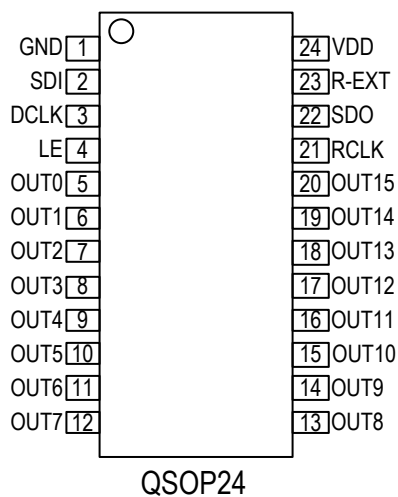 GND 1 24 VDD
SDI 2 23 R-EXT
DCLK 3 22 SDO
LE 4 21 RCLK
OUT0 5 20 OUT15
OUT1 6 19 OUT14
OUT2 7 18 OUT13
OUT3 8 17 OUT12
OUT4 9 16 OUT11
OUT5 10 15 OUT10
OUT6 11 14 OUT9
OUT7 12 13 OUT8
QSOP24